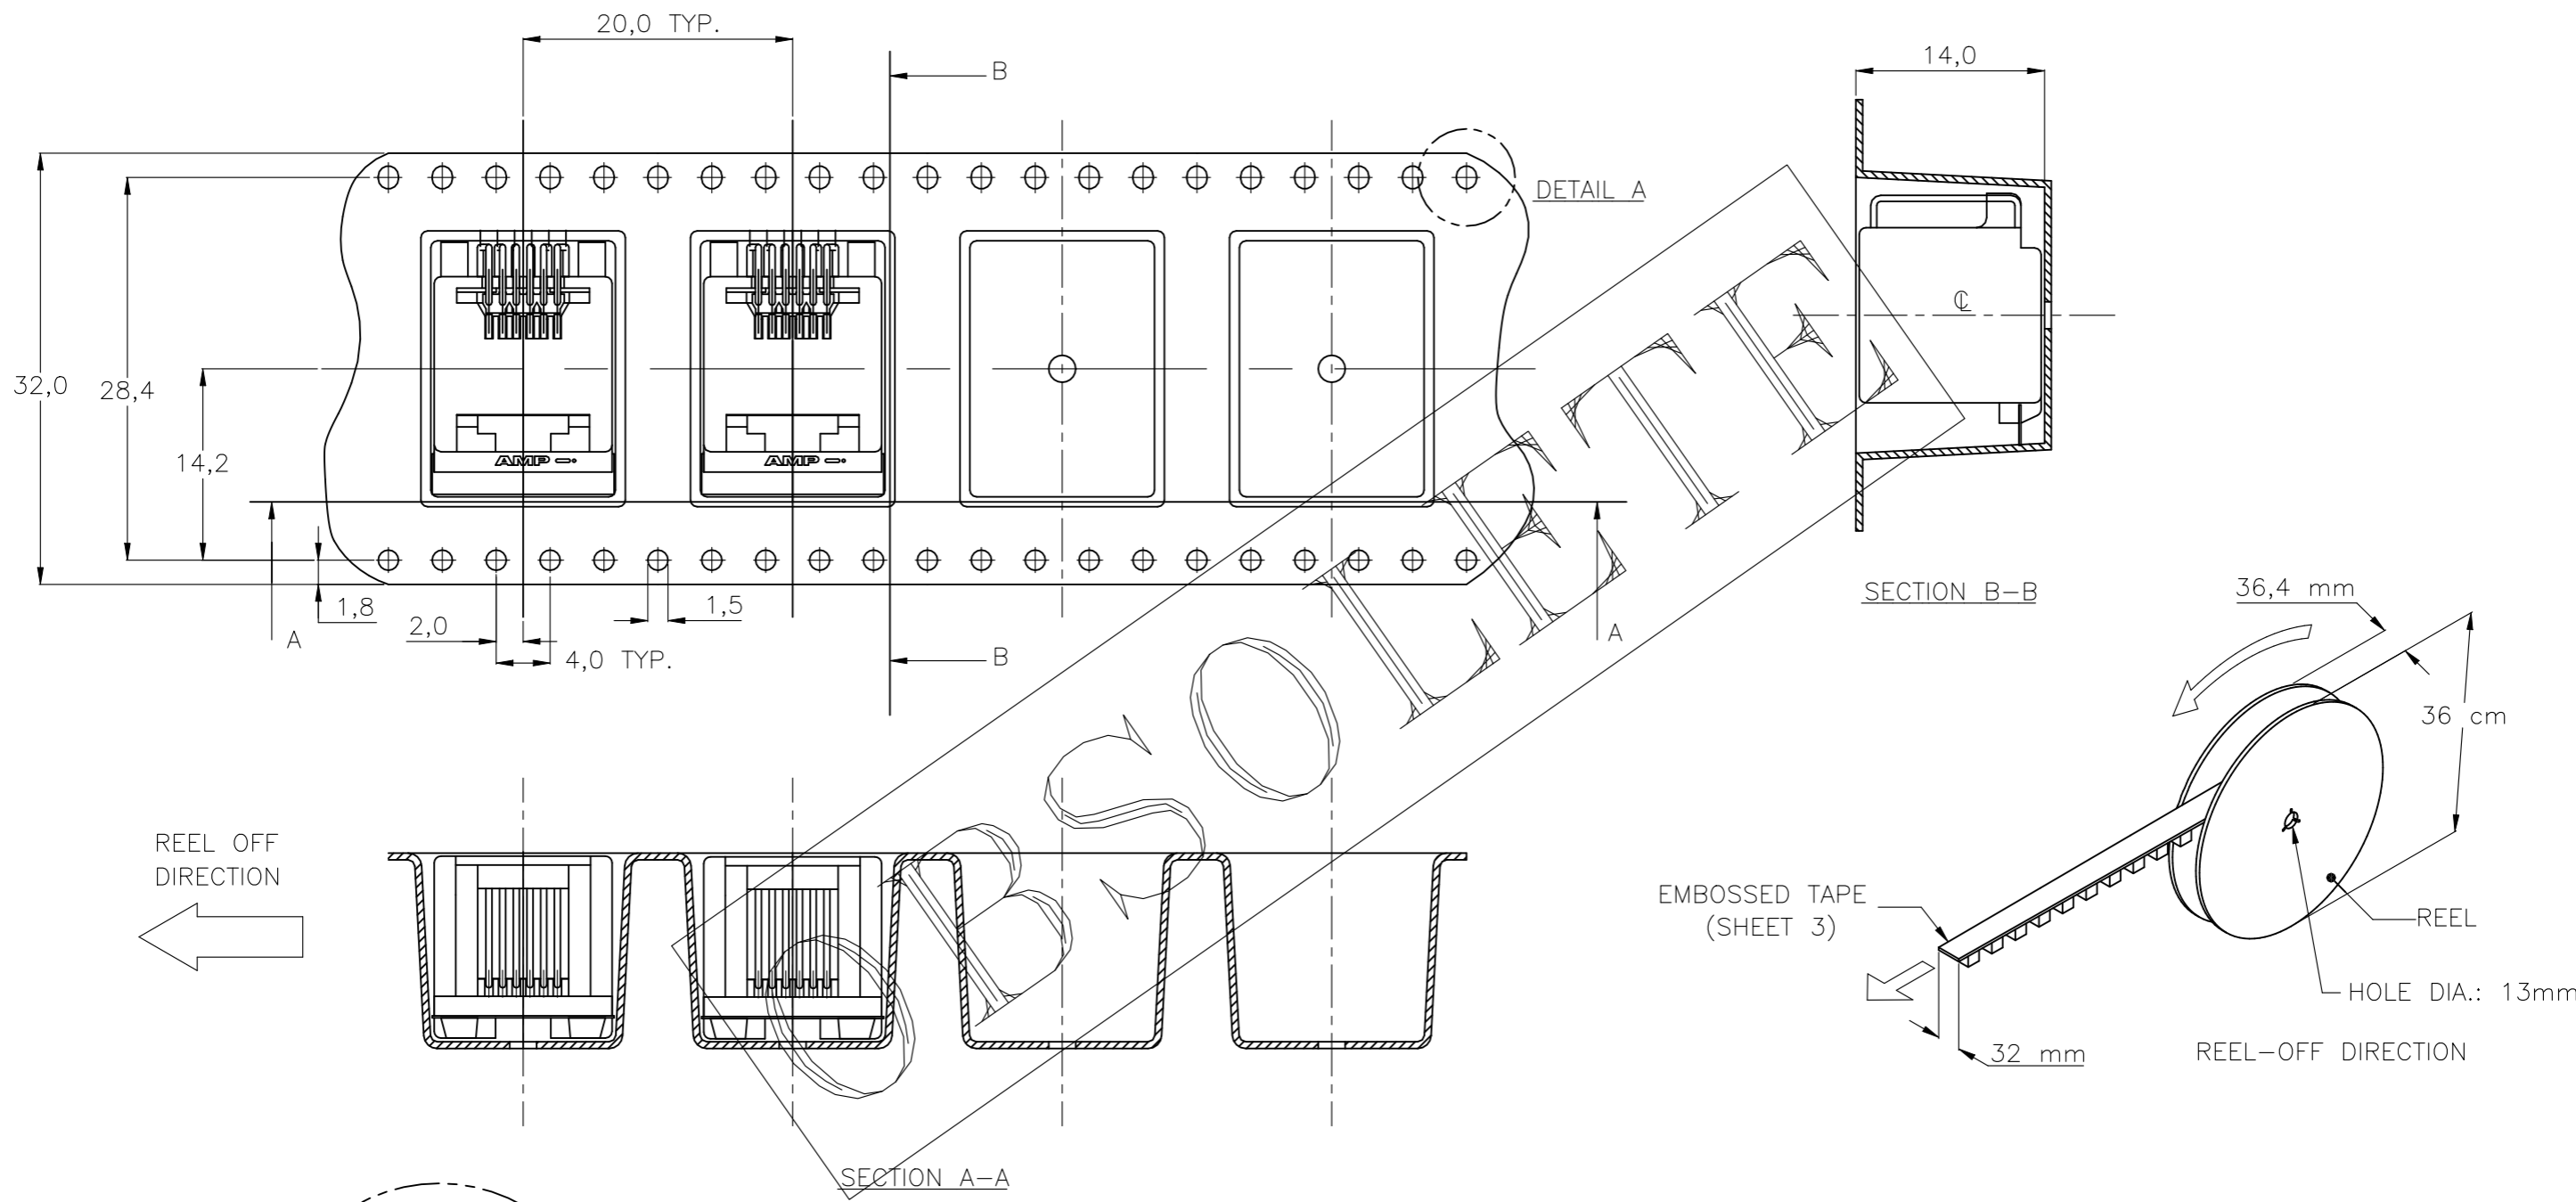 20,0 TYP.
B
14,0
DETAIL A
32,0
28,4
14,2
AMP
AMP
℄
1,8
2,0
4,0 TYP.
1,5
A
A
B
SECTION B-B
36,4 mm
36 cm
OBSOLETE
REEL OFF
DIRECTION
EMBOSSED TAPE
(SHEET 3)
REEL
HOLE DIA.: 13mm
32 mm
REEL-OFF DIRECTION
SECTION A-A